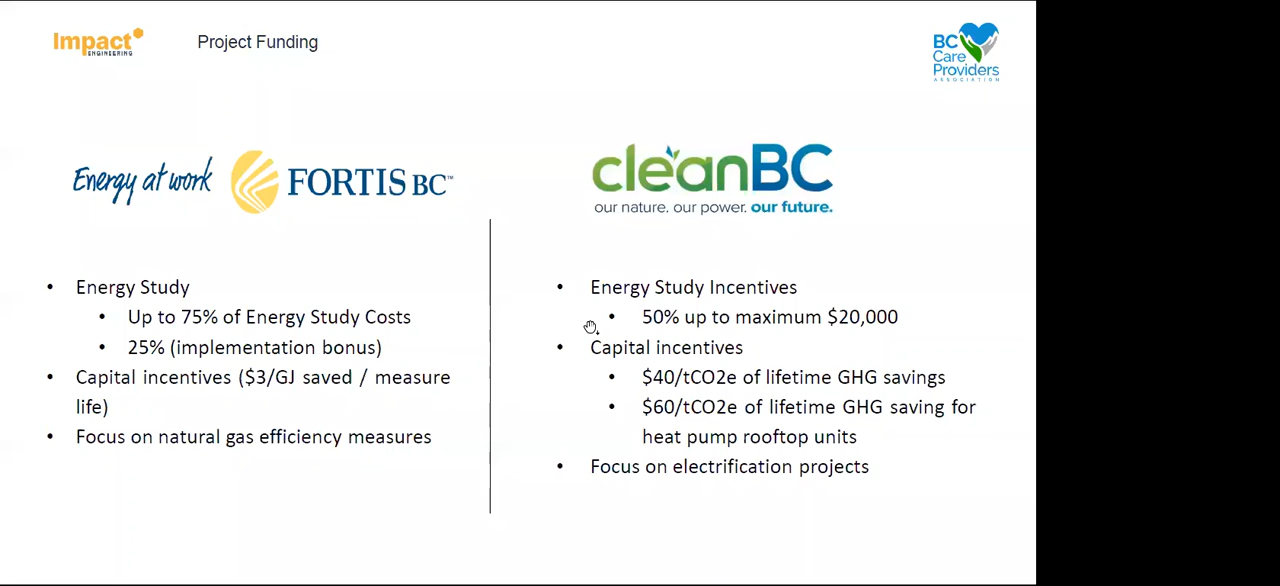 Impact
ENGINEERING
Project Funding
BC
Care
Providers
ASSOCIATION
Energy at work
FORTIS BC™
cleanBC
our nature. our power. our future.
• Energy Study
• Up to 75% of Energy Study Costs
• 25% (implementation bonus)
• Capital incentives ($3/GJ saved / measure
life)
• Focus on natural gas efficiency measures
• Energy Study Incentives
• 50% up to maximum $20,000
• Capital incentives
• $40/tCO2e of lifetime GHG savings
• $60/tCO2e of lifetime GHG saving for
heat pump rooftop units
• Focus on electrification projects